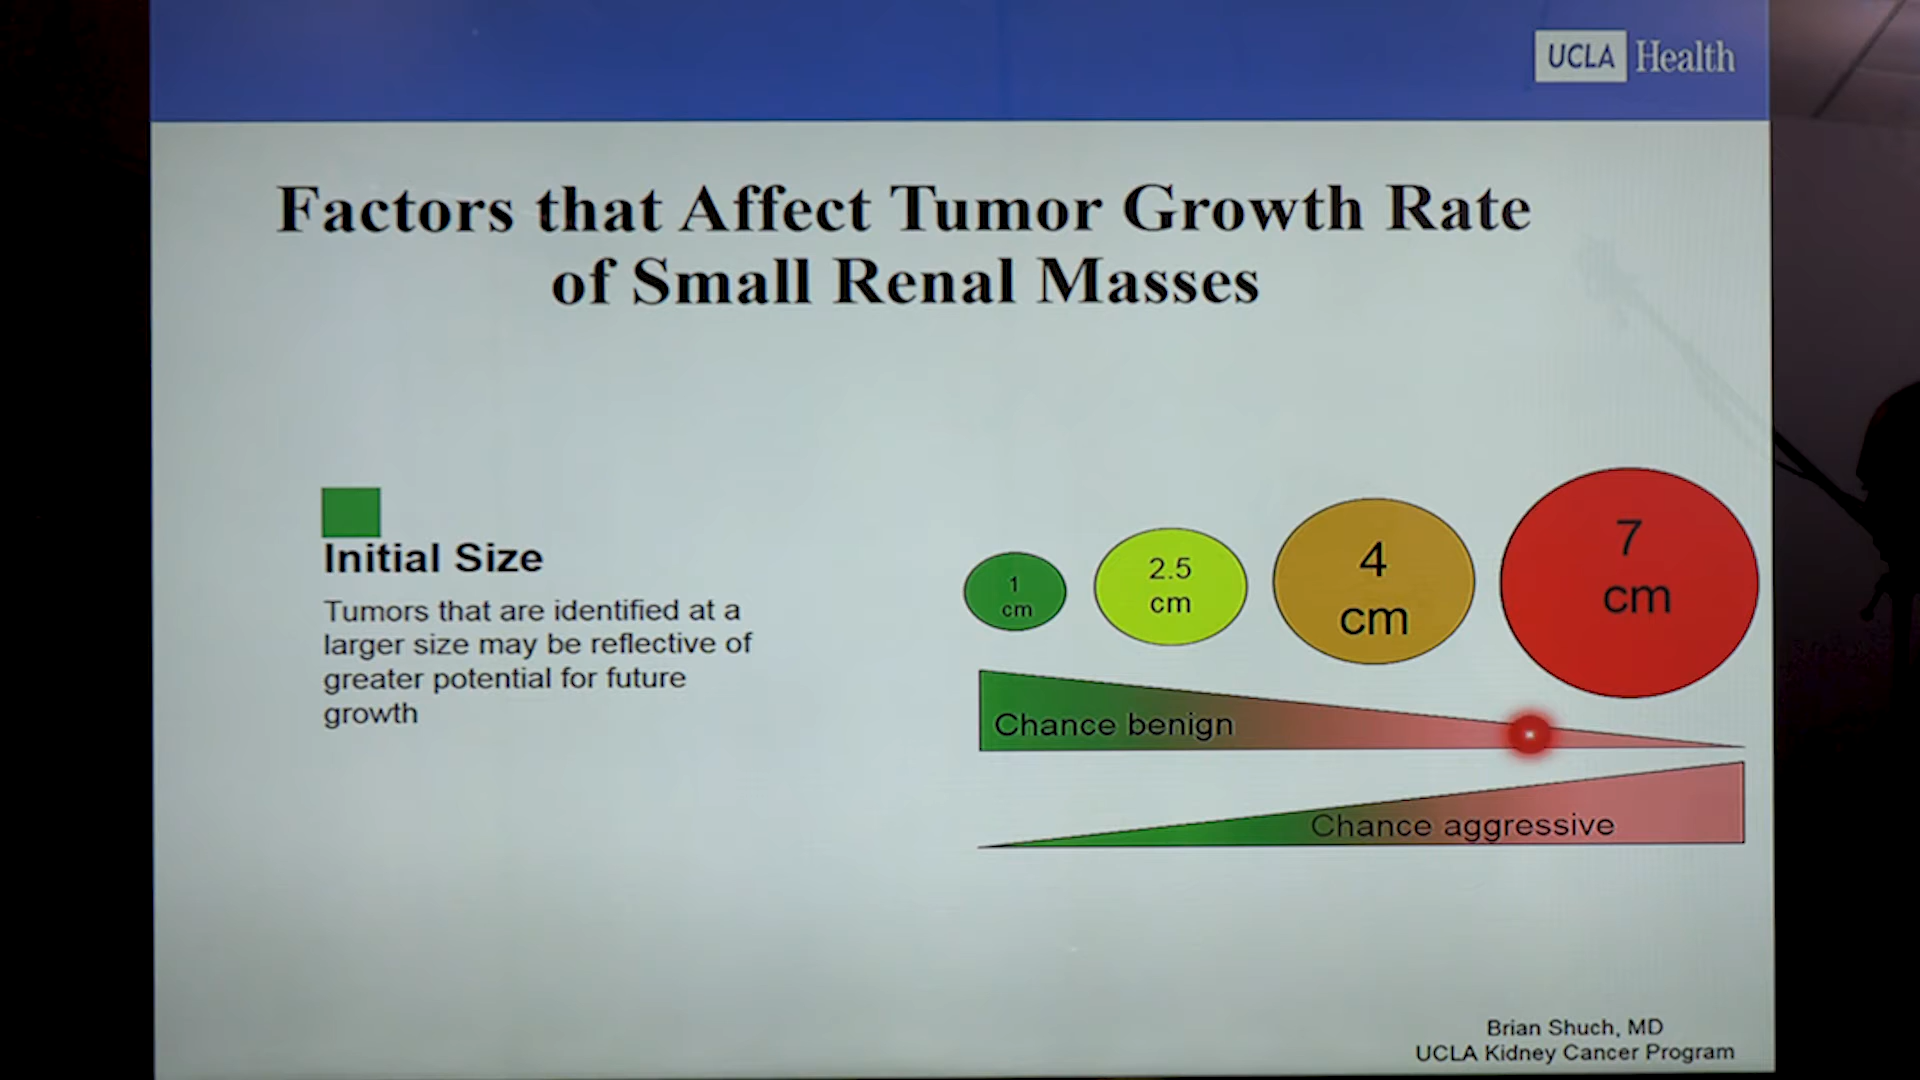 UCLA Health
Factors that Affect Tumor Growth Rate
of Small Renal Masses
Initial Size
Tumors that are identified at a
larger size may be reflective of
greater potential for future
growth
1
cm
2.5
cm
4
cm
7
cm
Chance benign
Chance aggressive
Brian Shuch, MD
UCLA Kidney Cancer Program